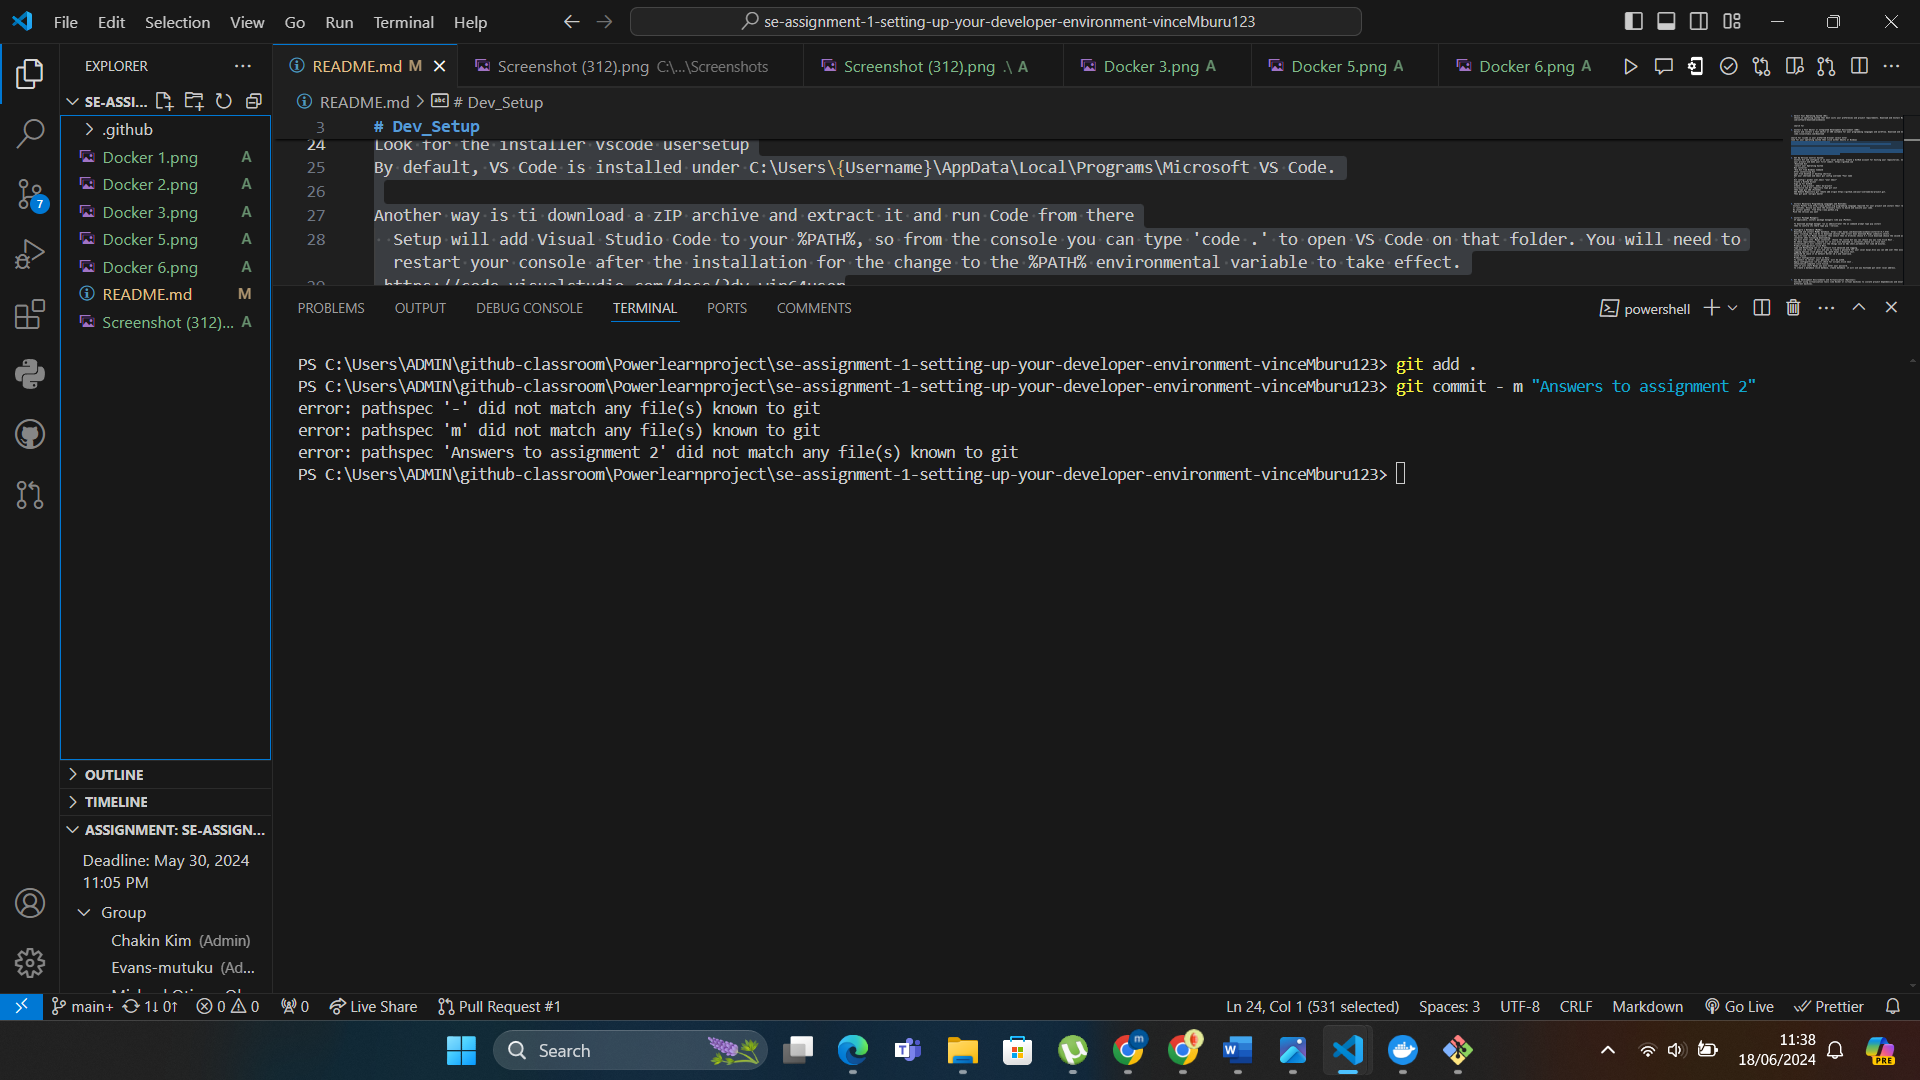 File Edit Selection View Go Run Terminal Help
se-assignment-1-setting-up-your-developer-environment-vinceMburu123
EXPLORER
README.md M
Screenshot (312).png C:\...\Screenshots
Screenshot (312).png .\ A
Docker 3.png A
Docker 5.png A
Docker 6.png A
SE-ASSI...
README.md > # Dev_Setup
.github
Docker 1.png A
Docker 2.png A
Docker 3.png A
Docker 5.png A
Docker 6.png A
README.md M
Screenshot (312)... A
7
3 # Dev_Setup
24 Look for the installer Vscode Usersetup
25 By default, VS Code is installed under C:\Users\{Username}\AppData\Local\Programs\Microsoft VS Code.
26
27 Another way is ti download a zIP archive and extract it and run Code from there
28 Setup will add Visual Studio Code to your %PATH%, so from the console you can type 'code .' to open VS Code on that folder. You will need to
restart your console after the installation for the change to the %PATH% environmental variable to take effect.
PROBLEMS OUTPUT DEBUG CONSOLE TERMINAL PORTS COMMENTS
powershell
PS C:\Users\ADMIN\github-classroom\Powerlearnproject\se-assignment-1-setting-up-your-developer-environment-vinceMburu123> git add .
PS C:\Users\ADMIN\github-classroom\Powerlearnproject\se-assignment-1-setting-up-your-developer-environment-vinceMburu123> git commit - m "Answers to assignment 2"
error: pathspec '-' did not match any file(s) known to git
error: pathspec 'm' did not match any file(s) known to git
error: pathspec 'Answers to assignment 2' did not match any file(s) known to git
PS C:\Users\ADMIN\github-classroom\Powerlearnproject\se-assignment-1-setting-up-your-developer-environment-vinceMburu123>
OUTLINE
TIMELINE
ASSIGNMENT: SE-ASSIGN...
Deadline: May 30, 2024
11:05 PM
Group
Chakin Kim (Admin)
Evans-mutuku (Ad...
main+ 1↓ 0↑ 0 0 0 Live Share Pull Request #1
Ln 24, Col 1 (531 selected) Spaces: 3 UTF-8 CRLF Markdown Go Live Prettier
Search
11:38
18/06/2024
PRE